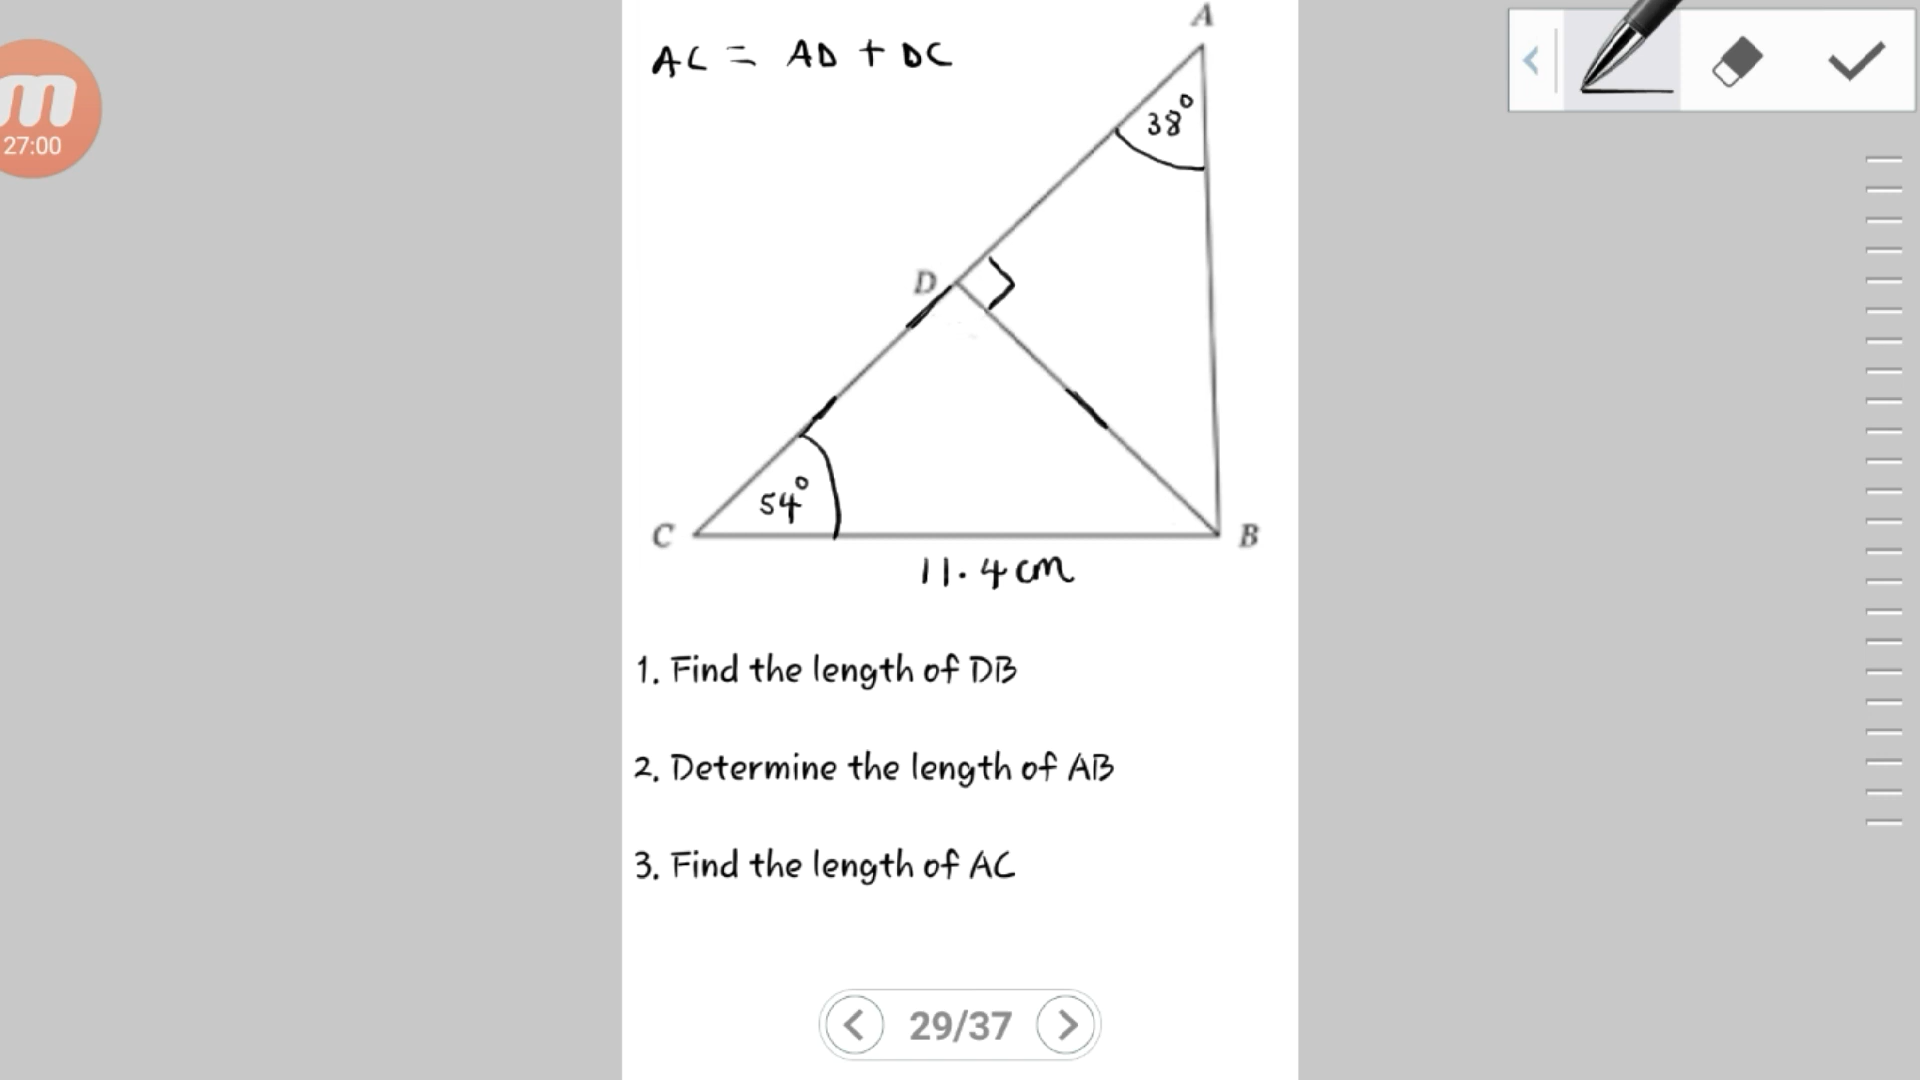 A
AC = AD + DC
m
27:00
38°
D
54°
C
B
11.4cm
1. Find the length of DB
2. Determine the length of AB
3. Find the length of AC
29/37